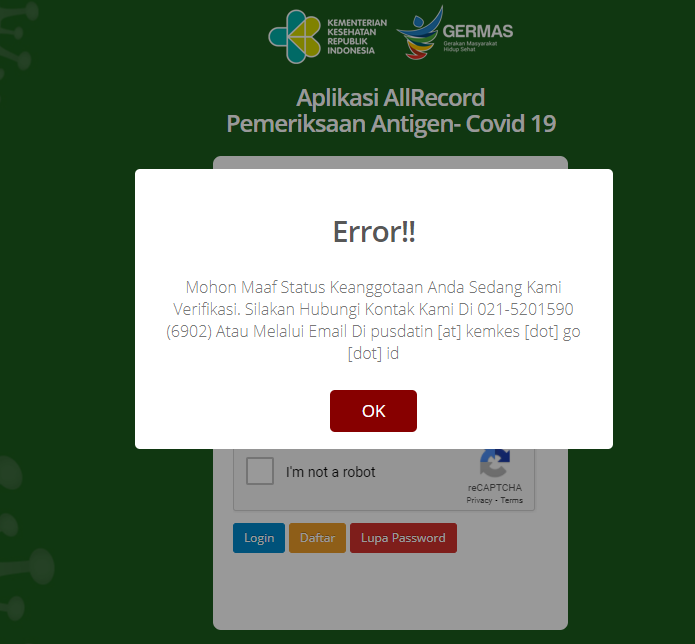 KEMENTERIAN
KESEHATAN
REPUBLIK
INDONESIA
GERMAS
Gerakan Masyarakat
Hidup Sehat
Aplikasi AllRecord
Pemeriksaan Antigen- Covid 19
Error!!
Mohon Maaf Status Keanggotaan Anda Sedang Kami
Verifikasi. Silakan Hubungi Kontak Kami Di 021-5201590
(6902) Atau Melalui Email Di pusdatin [at] kemkes [dot] go
[dot] id
OK
I'm not a robot
reCAPTCHA
Privacy - Terms
Login
Daftar
Lupa Password